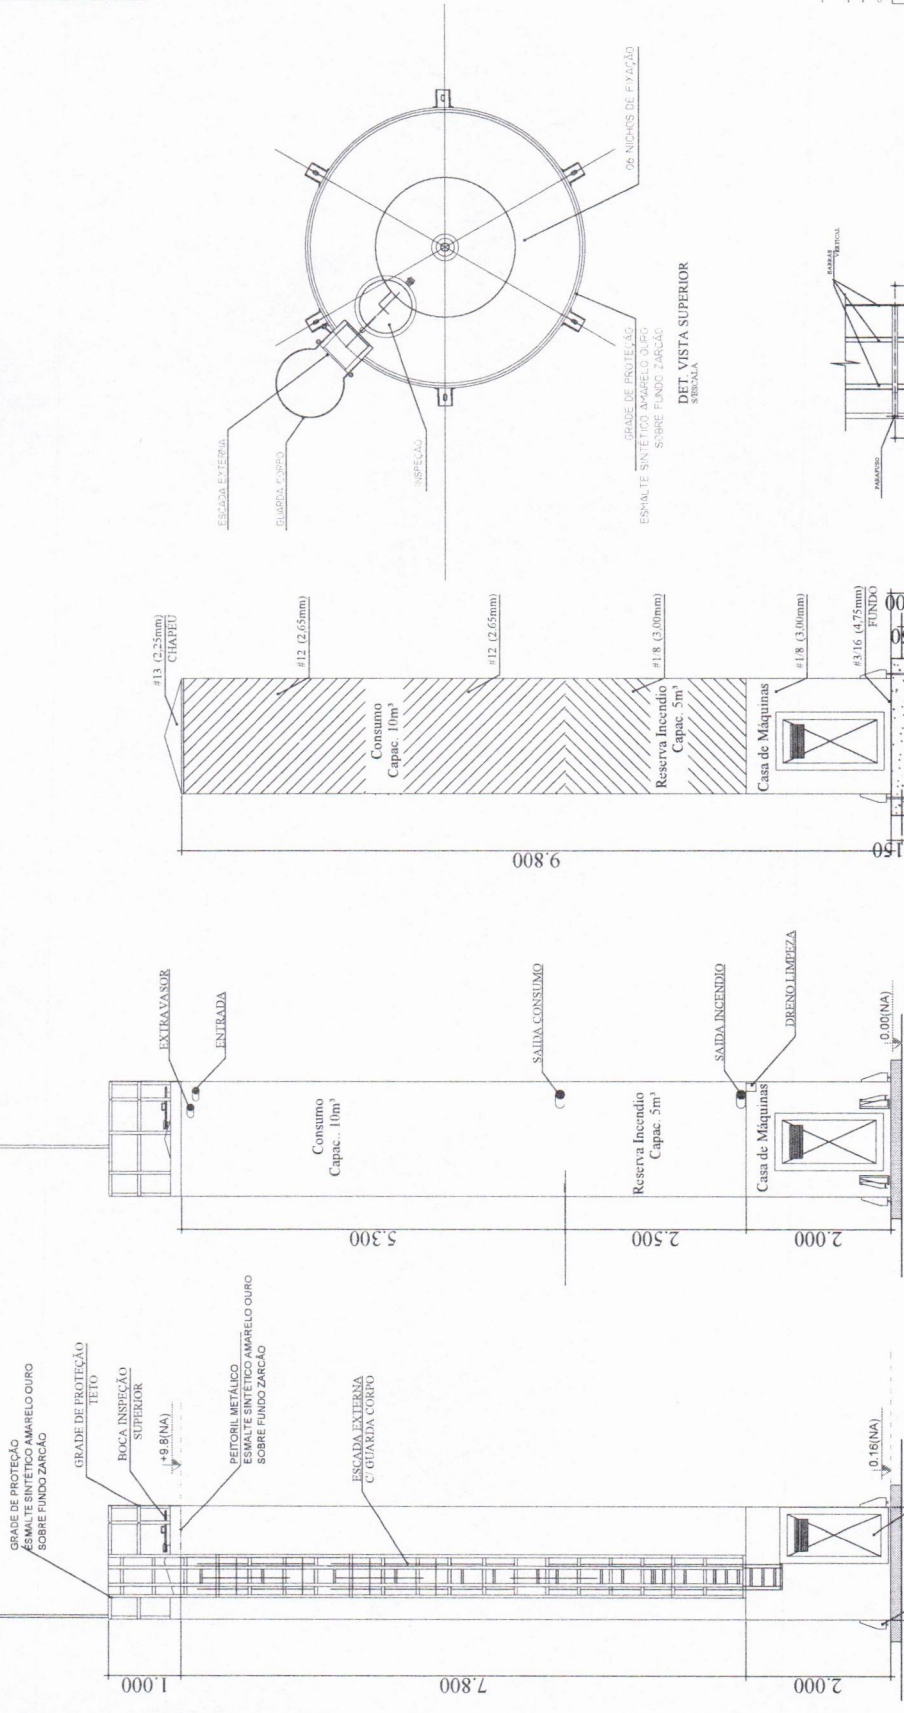 ESCADA EXTERNA
GUARDA CORPO
INSPEÇÃO
06 NICHOS DE FIXAÇÃO
GRADE DE PROTEÇÃO
ESMALTE SINTÉTICO AMARELO OURO
SOBRE FUNDO ZARCÃO
DET. VISTA SUPERIOR
S/ESCALA
BARRAS
VERTICAL
PARAFUSO
#13 (2,25mm)
CHAPÉU
#12 (2,65mm)
#12 (2,65mm)
#1/8 (3,00mm)
#1/8 (3,00mm)
#3/16 (4,75mm)
FUNDO
Consumo
Capac. 10m³
Reserva Incendio
Capac. 5m³
Casa de Máquinas
9.800
150
EXTRAVASOR
ENTRADA
SAIDA CONSUMO
SAIDA INCENDIO
DRENO LIMPEZA
0.00(NA)
Consumo
Capac.. 10m³
Reserva Incendio
Capac. 5m³
Casa de Máquinas
5.300
2.500
2.000
GRADE DE PROTEÇÃO
ESMALTE SINTÉTICO AMARELO OURO
SOBRE FUNDO ZARCÃO
GRADE DE PROTEÇÃO
TETO
BOCA INSPEÇÃO
SUPERIOR
+9.8(NA)
PEITORIL METÁLICO
ESMALTE SINTÉTICO AMARELO OURO
SOBRE FUNDO ZARCÃO
ESCADA EXTERNA
C/ GUARDA CORPO
0.16(NA)
1.000
7.800
2.000